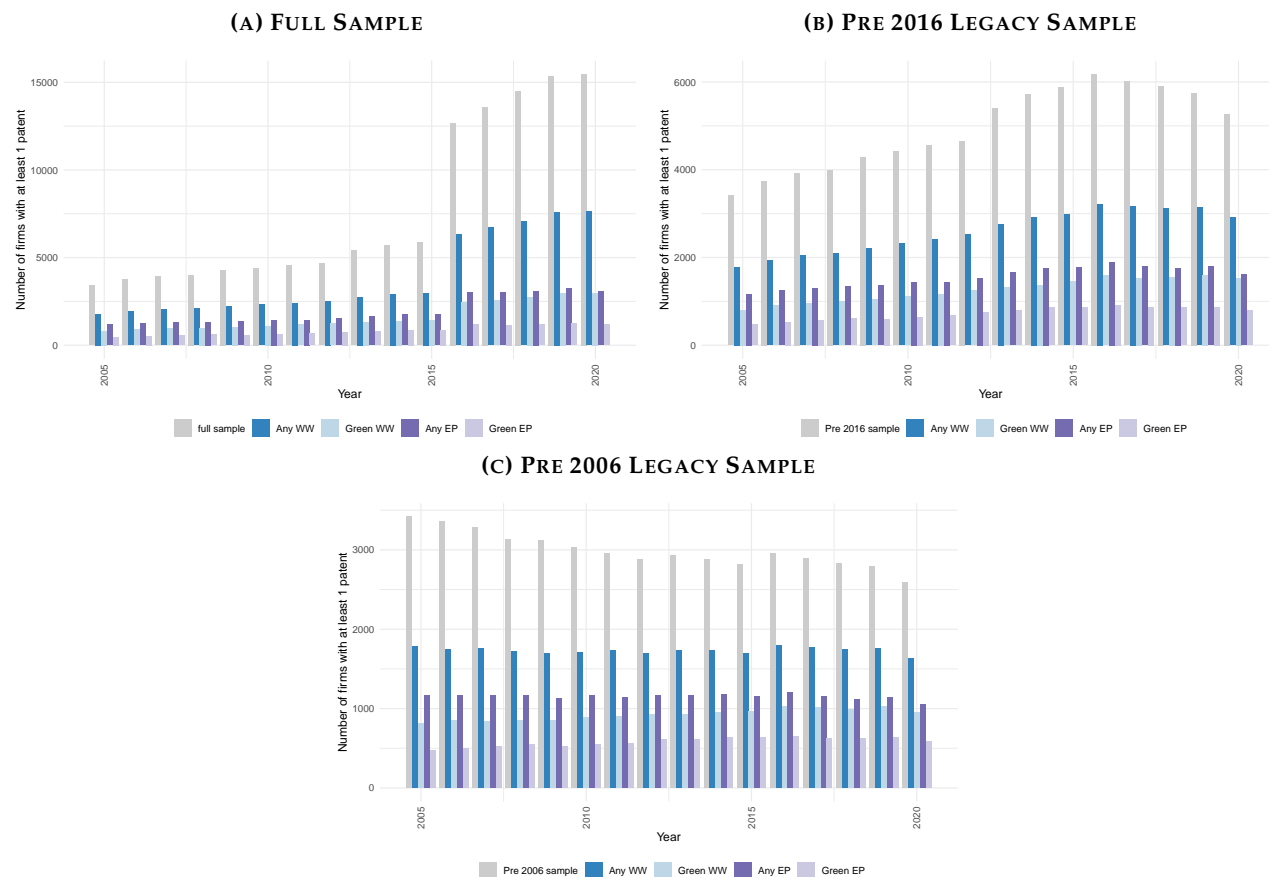 (A) FULL SAMPLE
Number of firms with at least 1 patent
15000
10000
5000
0
2005
2010
2015
2020
Year
full sample Any WW Green WW Any EP Green EP
(B) PRE 2016 LEGACY SAMPLE
Number of firms with at least 1 patent
6000
4000
2000
0
2005
2010
2015
2020
Year
Pre 2016 sample Any WW Green WW Any EP Green EP
(C) PRE 2006 LEGACY SAMPLE
Number of firms with at least 1 patent
3000
2000
1000
0
2005
2010
2015
2020
Year
Pre 2006 sample Any WW Green WW Any EP Green EP